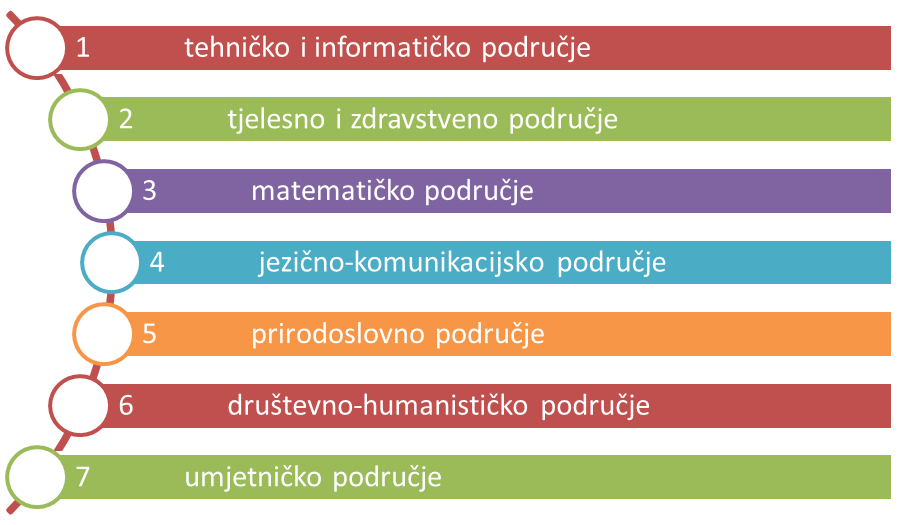 1 tehničko i informatičko područje
2 tjelesno i zdravstveno područje
3 matematičko područje
4 jezično-komunikacijsko područje
5 prirodoslovno područje
6 društevno-humanističko područje
7 umjetničko područje